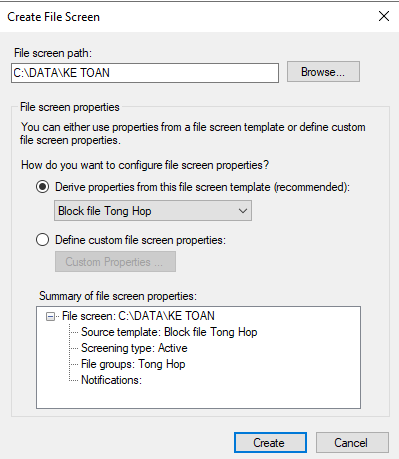 Create File Screen
File screen path:
C:\DATA\KE TOAN
Browse...
File screen properties
You can either use properties from a file screen template or define custom
file screen properties.
How do you want to configure file screen properties?
Derive properties from this file screen template (recommended):
Block file Tong Hop
Define custom file screen properties:
Custom Properties ...
Summary of file screen properties:
File screen: C:\DATA\KE TOAN
Source template: Block file Tong Hop
Screening type: Active
File groups: Tong Hop
Notifications:
Create
Cancel